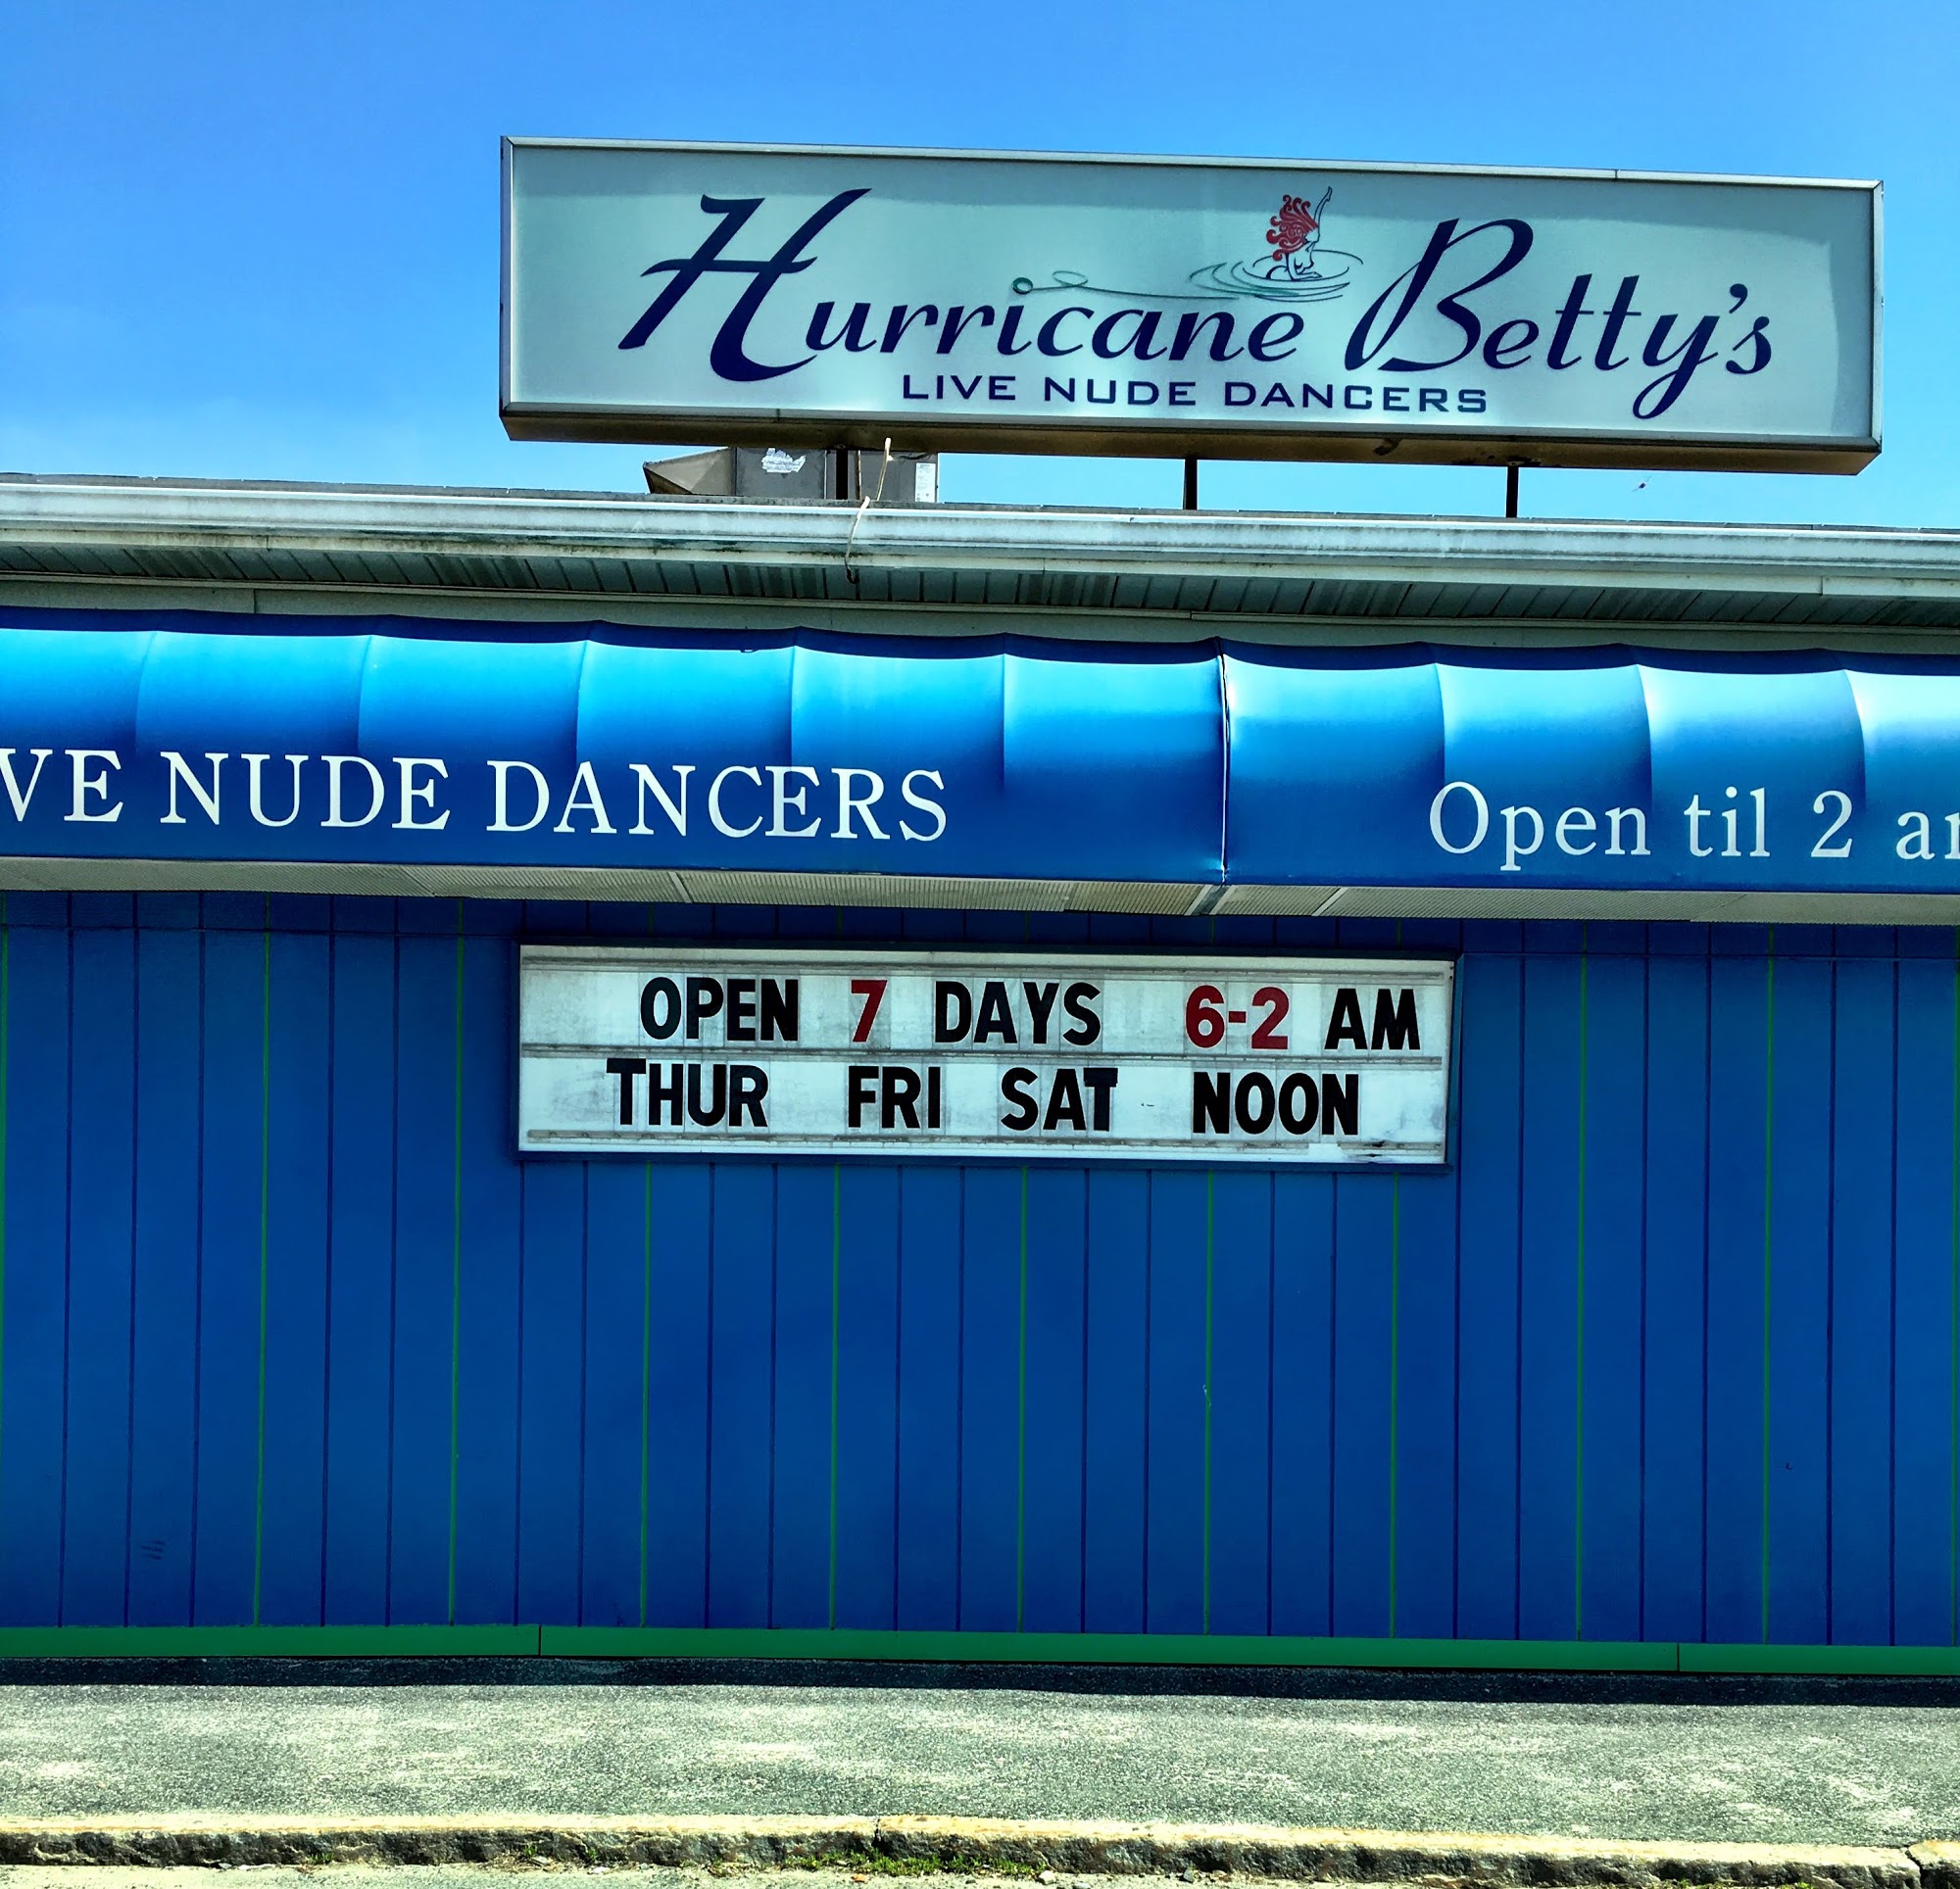 Hurricane Betty's
LIVE NUDE DANCERS
VE NUDE DANCERS
Open til 2
OPEN 7 DAYS 6-2 AM
THUR FRI SAT NOON